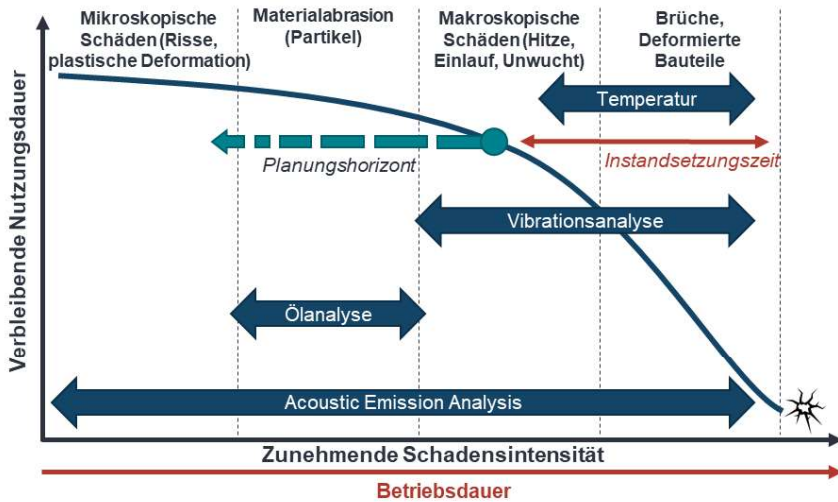 Verbleibende Nutzungsdauer
Mikroskopische
Schäden (Risse,
plastische Deformation)
Materialabrasion
(Partikel)
Makroskopische
Schäden (Hitze,
Einlauf, Unwucht)
Brüche,
Deformierte
Bauteile
Temperatur
Planungshorizont
Instandsetzungszeit
Vibrationsanalyse
Ölanalyse
Acoustic Emission Analysis
Zunehmende Schadensintensität
Betriebsdauer